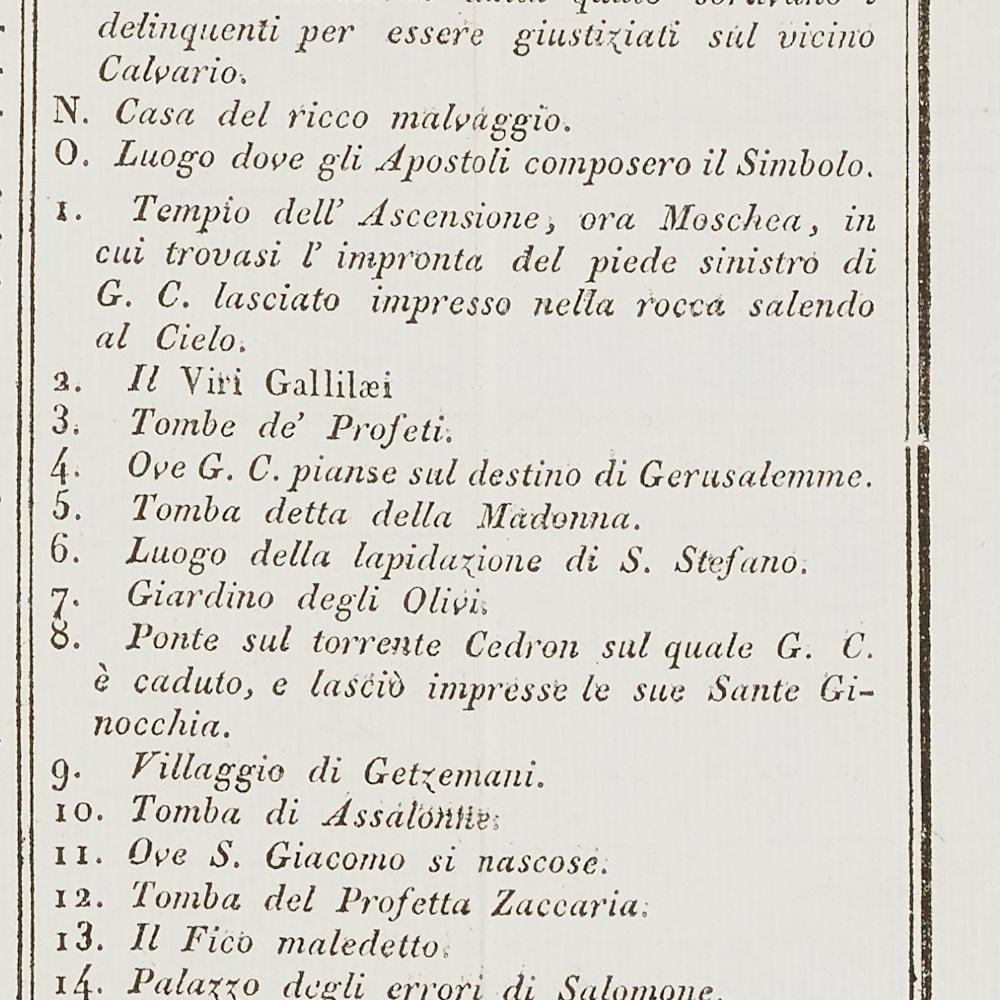 delinquenti per essere giustiziati sul vicino
Calvario.
N. Casa del ricco malvaggio.
O. Luogo dove gli Apostoli composero il Simbolo.
1. Tempio dell' Ascensione, ora Moschea, in
cui trovasi l' impronta del piede sinistro di
G. C. lasciato impresso nella rocca salendo
al Cielo.
2. Il Viri Gallilæi
3. Tombe de' Profeti.
4. Ove G. C. pianse sul destino di Gerusalemme.
5. Tomba detta della Madonna.
6. Luogo della lapidazione di S. Stefano.
7. Giardino degli Olivi.
8. Ponte sul torrente Cedron sul quale G. C.
è caduto, e lasciò impresse le sue Sante Gi-
nocchia.
9. Villaggio di Getzemani.
10. Tomba di Assalonne.
11. Ove S. Giacomo si nascose.
12. Tomba del Profetta Zaccaria.
13. Il Fico maledetto.
14. Palazzo degli errori di Salomone.